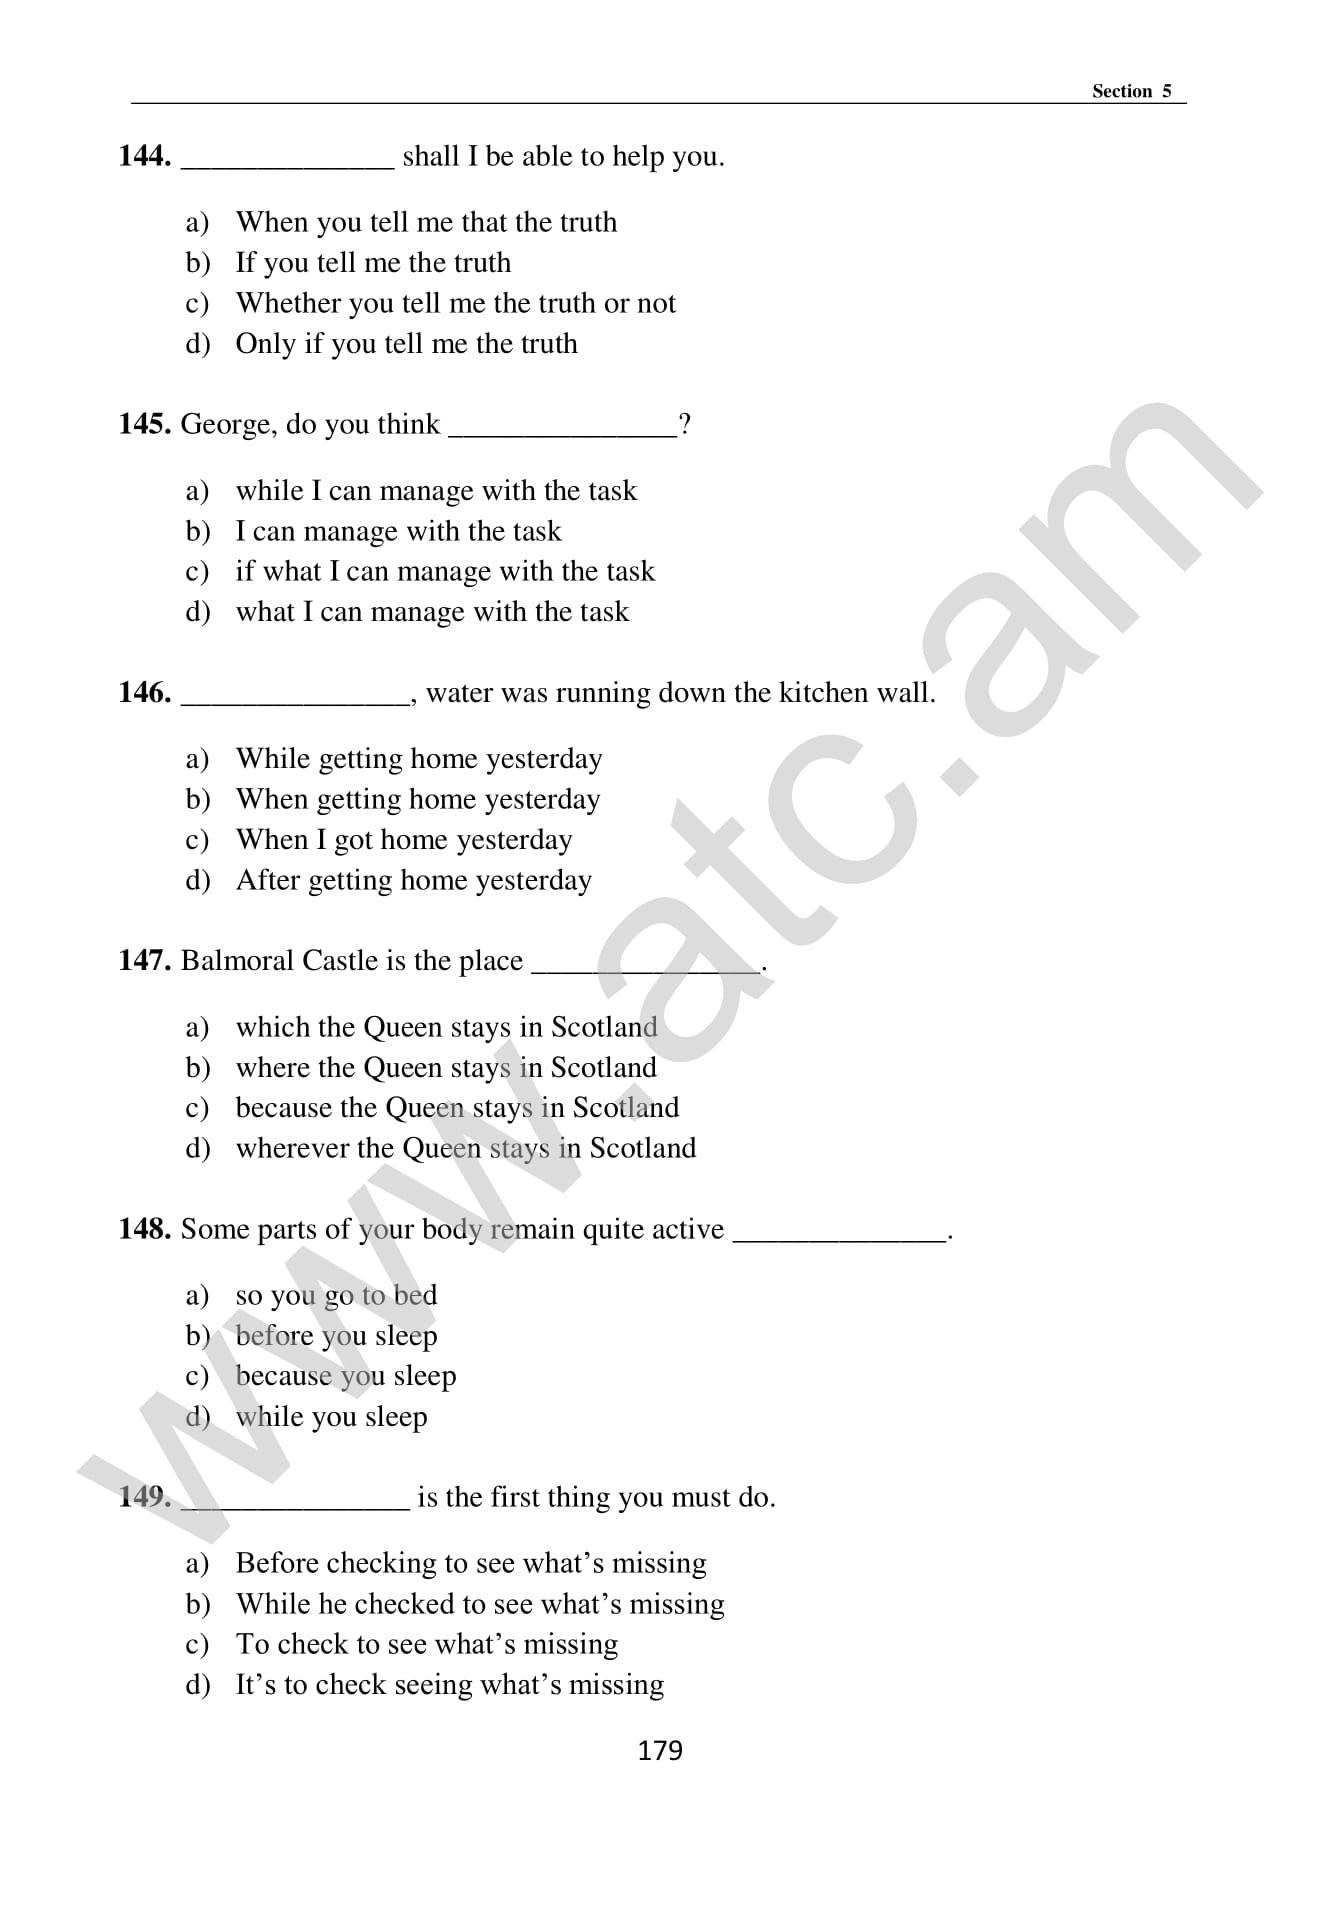 Section 5
144. ______________ shall I be able to help you.
a) When you tell me that the truth
b) If you tell me the truth
c) Whether you tell me the truth or not
d) Only if you tell me the truth
145. George, do you think _______________?
a) while I can manage with the task
b) I can manage with the task
c) if what I can manage with the task
d) what I can manage with the task
146. _______________, water was running down the kitchen wall.
a) While getting home yesterday
b) When getting home yesterday
c) When I got home yesterday
d) After getting home yesterday
147. Balmoral Castle is the place _______________.
a) which the Queen stays in Scotland
b) where the Queen stays in Scotland
c) because the Queen stays in Scotland
d) wherever the Queen stays in Scotland
148. Some parts of your body remain quite active ______________.
a) so you go to bed
b) before you sleep
c) because you sleep
d) while you sleep
149. _______________ is the first thing you must do.
a) Before checking to see what’s missing
b) While he checked to see what’s missing
c) To check to see what’s missing
d) It’s to check seeing what’s missing
179
www.atc.am